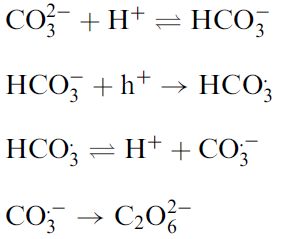 CO₃²⁻ + H⁺ ⇌ HCO₃⁻
HCO₃⁻ + h⁺ → HCO₃^•
HCO₃^• ⇌ H⁺ + CO₃^•⁻
CO₃^•⁻ → C₂O₆²⁻